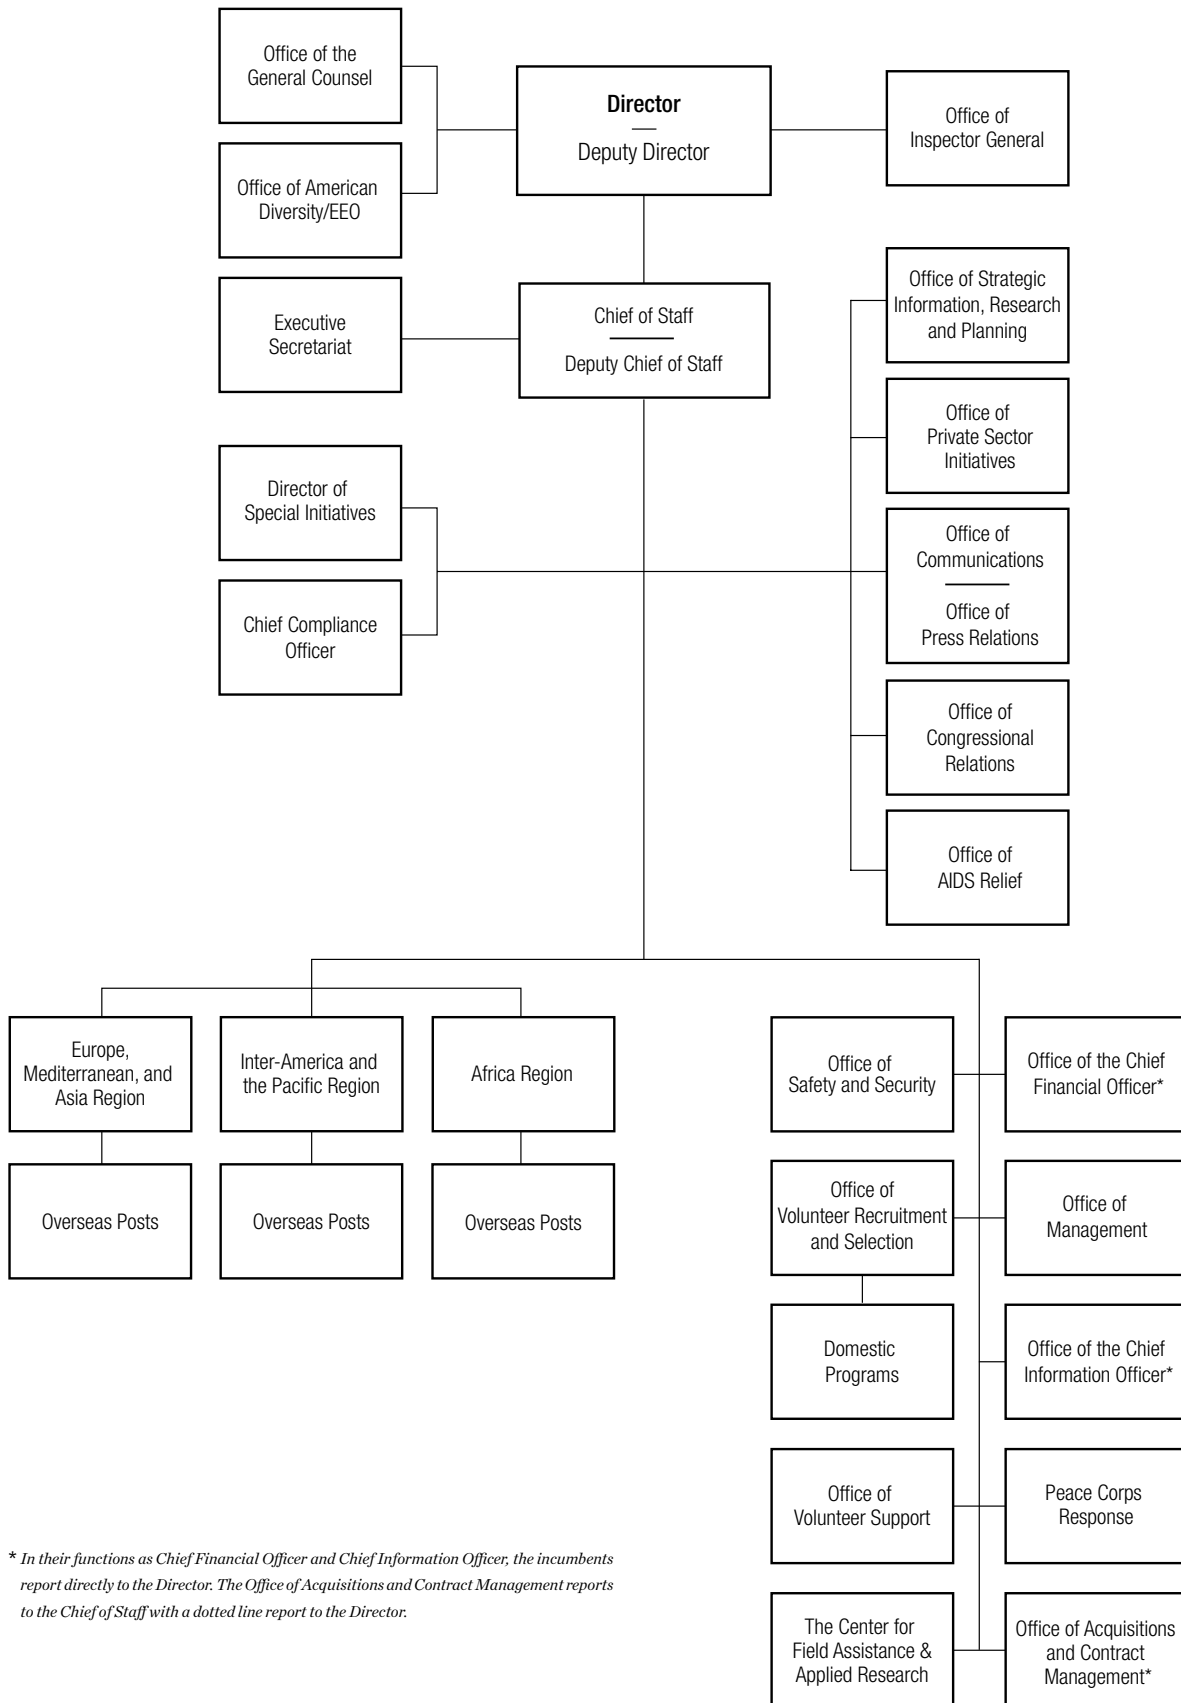 Office of the
General Counsel
Director
Deputy Director
Office of
Inspector General
Office of American
Diversity/EEO
Executive
Secretariat
Chief of Staff
Deputy Chief of Staff
Office of Strategic
Information, Research
and Planning
Office of
Private Sector
Initiatives
Director of
Special Initiatives
Office of
Communications
Office of
Press Relations
Chief Compliance
Officer
Office of
Congressional
Relations
Office of
AIDS Relief
Europe,
Mediterranean, and
Asia Region
Inter-America and
the Pacific Region
Africa Region
Overseas Posts
Overseas Posts
Overseas Posts
Office of
Safety and Security
Office of the Chief
Financial Officer*
Office of
Volunteer Recruitment
and Selection
Office of
Management
Domestic
Programs
Office of the Chief
Information Officer*
Office of
Volunteer Support
Peace Corps
Response
The Center for
Field Assistance &
Applied Research
Office of Acquisitions
and Contract
Management*
* In their functions as Chief Financial Officer and Chief Information Officer, the incumbents
report directly to the Director. The Office of Acquisitions and Contract Management reports
to the Chief of Staff with a dotted line report to the Director.